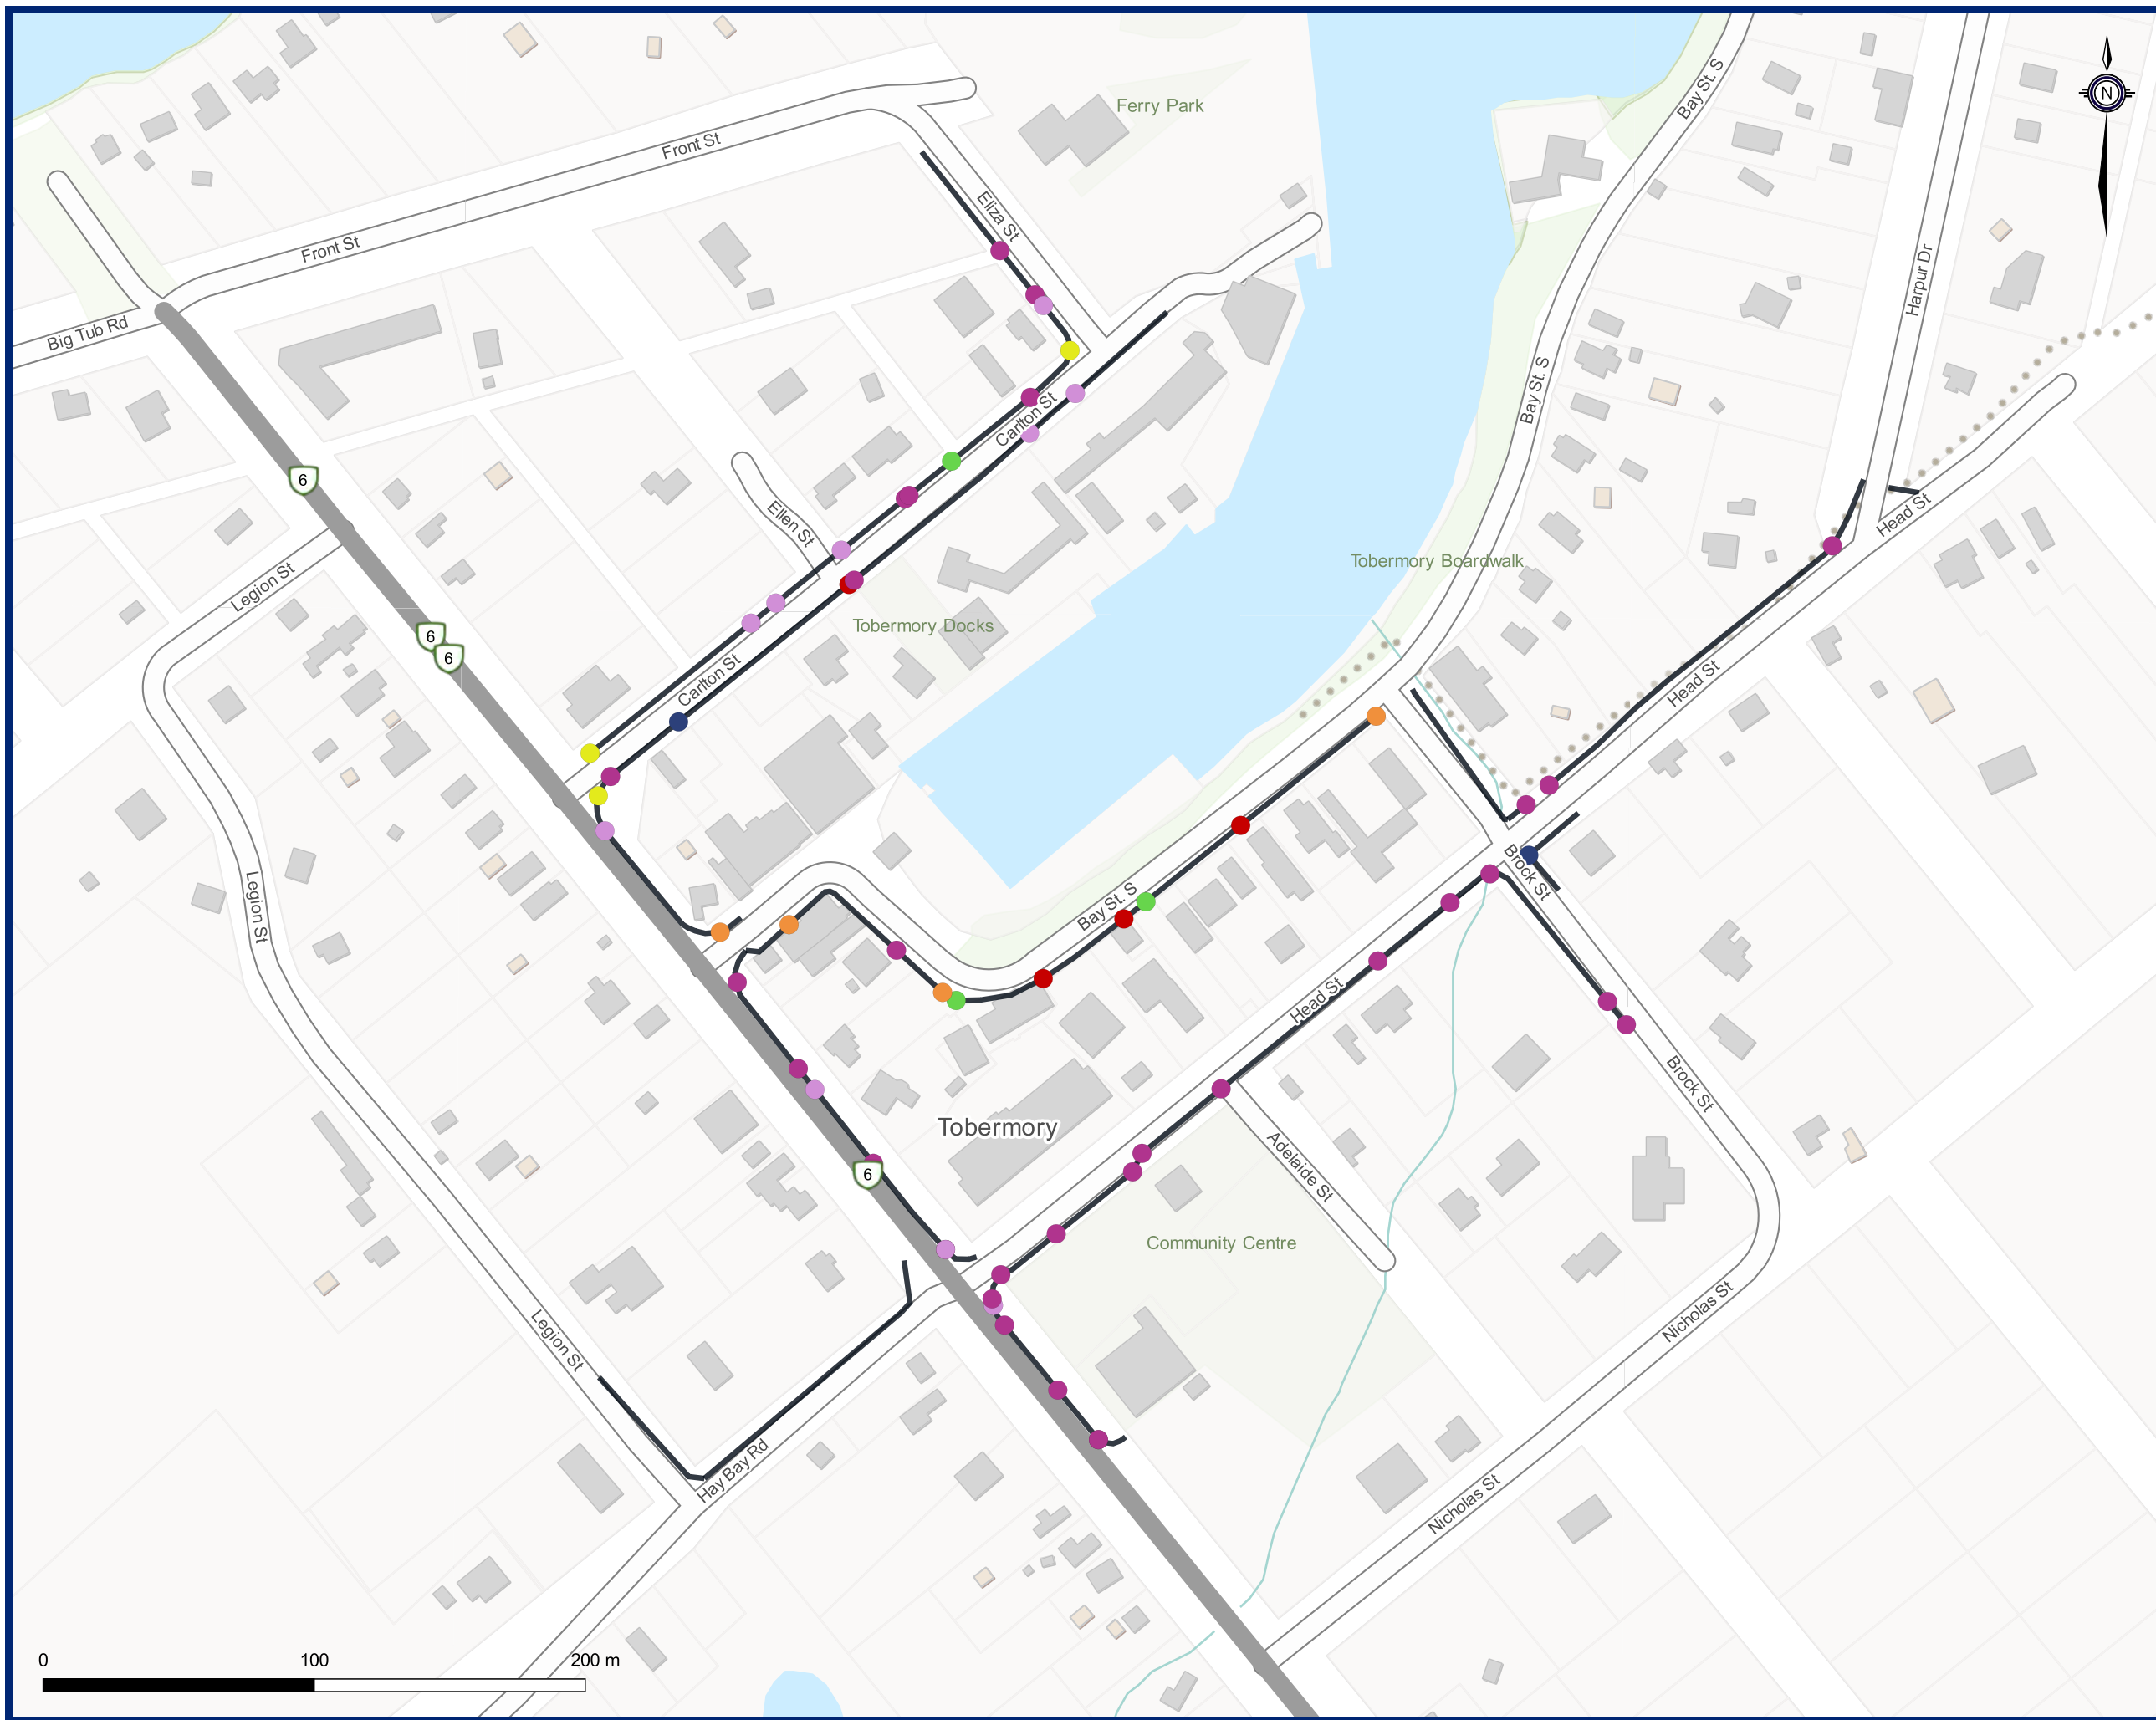 Bay St. S
Ferry Park
N
Front St
Eliza St
Front St
Harpur Dr
Big Tub Rd
Bay St. S
Carlton St
6
Head St
Ellen St
Tobermory Boardwalk
Legion St
Tobermory Docks
6
6
Carlton St
Head St
Brock St
Legion St
Bay St. S
Head St
Brock St
Tobermory
Adelaide St
6
Community Centre
Legion St
Nicholas St
Hay Bay Rd
Nicholas St
0 100 200 m